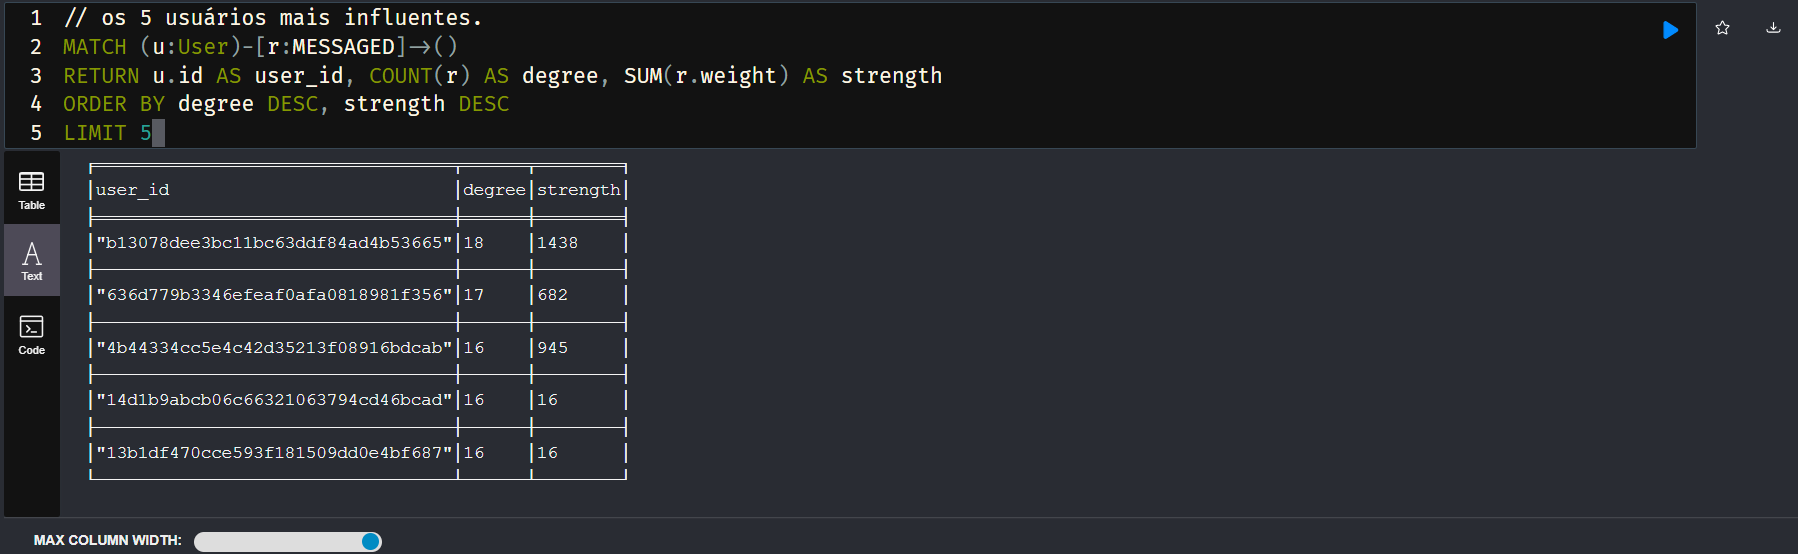 1 // os 5 usuários mais influentes.
2 MATCH (u:User)-[r:MESSAGED]->()
3 RETURN u.id AS user_id, COUNT(r) AS degree, SUM(r.weight) AS strength
4 ORDER BY degree DESC, strength DESC
5 LIMIT 5
Table
Text
Code
user_id degree strength
"b13078dee3bc11bc63ddf84ad4b53665" 18 1438
"636d779b3346efeaf0afa0818981f356" 17 682
"4b44334cc5e4c42d35213f08916bdcab" 16 945
"14d1b9abcb06c66321063794cd46bcad" 16 16
"13b1df470cce593f181509dd0e4bf687" 16 16
MAX COLUMN WIDTH: